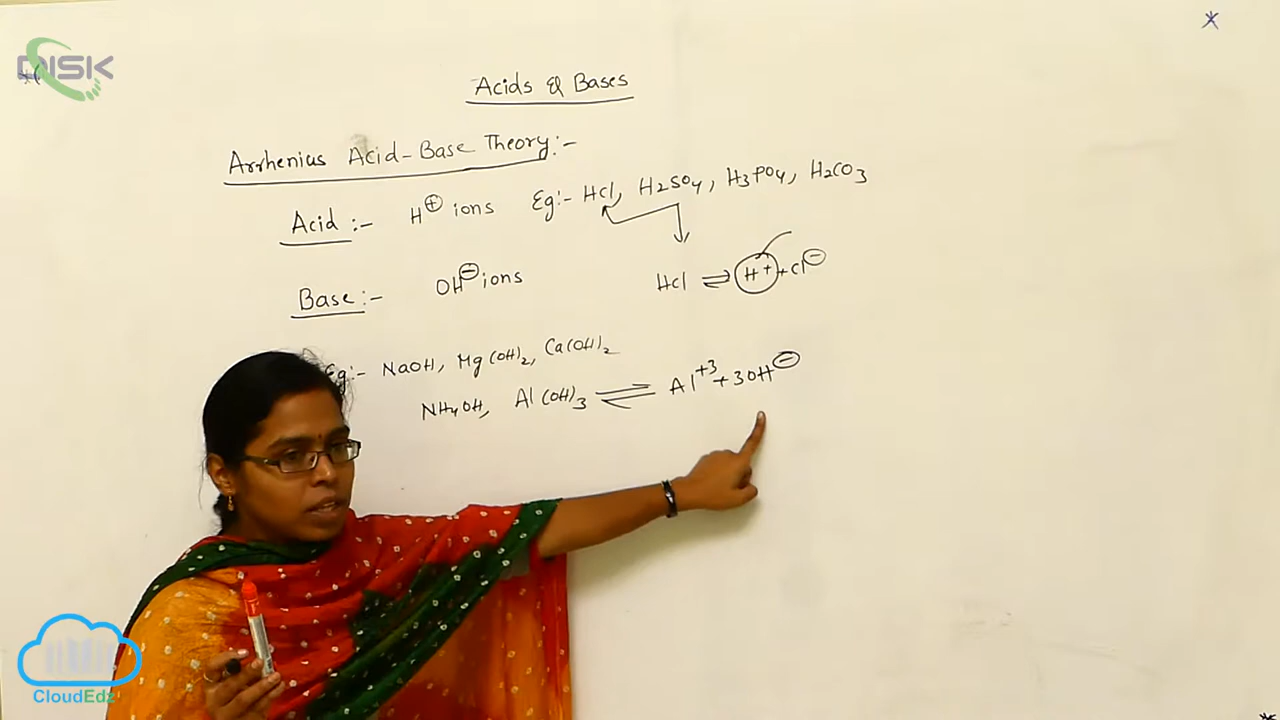 DISK
Acids & Bases
Arrhenius Acid-Base Theory:-
Acid :- H⊕ ions Eg:- HCl, H2SO4, H3PO4, H2CO3
HCl ⇌ H+ + Cl⊖
Base :- OH⊖ ions
Eg:- NaOH, Mg(OH)2, Ca(OH)2
NH4OH, Al(OH)3 ⇌ Al+3 + 3OH⊖
CloudEdz